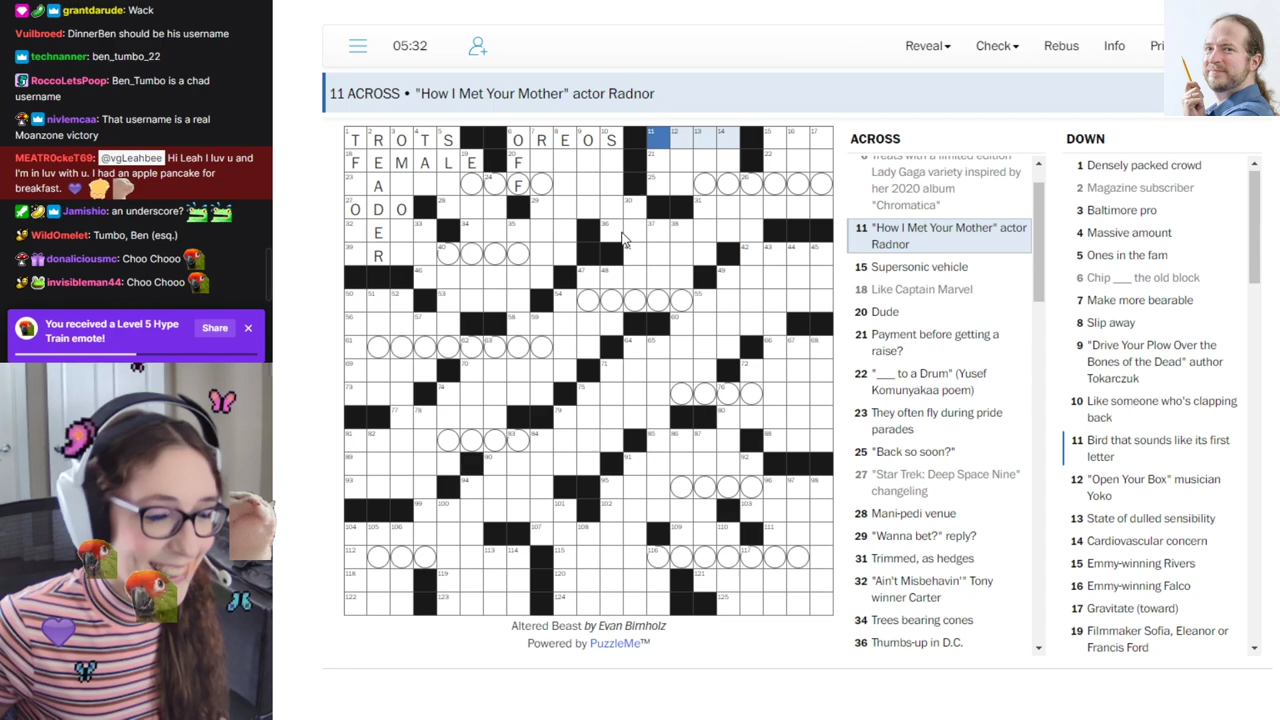 grantdarude: Wack
Vuilbroed: DinnerBen should be his username
technanner: ben_tumbo_22
RoccoLetsPoop: Ben_Tumbo is a chad
username
nivlemcaa: That username is a real
Moanzone victory
MEATR0ckeT69: @vgLeahbee Hi Leah I luv u and
I'm in luv with u. I had an apple pancake for
breakfast.
Jamishio: an underscore?
WildOmelet: Tumbo, Ben (esq.)
donaliciousmc: Choo Chooo
invisibleman44: Choo Chooo
You received a Level 5 Hype
Train emote!
Share
05:32
Reveal
Check
Rebus
Info
Pri
11 ACROSS • "How I Met Your Mother" actor Radnor
T R O T S O R E O S
F E M A L E F
A F
O D O
E
R
Altered Beast by Evan Birnholz
Powered by PuzzleMe™
ACROSS
6 Treats with a limited edition
Lady Gaga variety inspired by
her 2020 album
"Chromatica"
11 "How I Met Your Mother" actor
Radnor
15 Supersonic vehicle
18 Like Captain Marvel
20 Dude
21 Payment before getting a
raise?
22 "___ to a Drum" (Yusef
Komunyakaa poem)
23 They often fly during pride
parades
25 "Back so soon?"
27 "Star Trek: Deep Space Nine"
changeling
28 Mani-pedi venue
29 "Wanna bet?" reply?
31 Trimmed, as hedges
32 "Ain't Misbehavin'" Tony
winner Carter
34 Trees bearing cones
36 Thumbs-up in D.C.
DOWN
1 Densely packed crowd
2 Magazine subscriber
3 Baltimore pro
4 Massive amount
5 Ones in the fam
6 Chip ___ the old block
7 Make more bearable
8 Slip away
9 "Drive Your Plow Over the
Bones of the Dead" author
Tokarczuk
10 Like someone who's clapping
back
11 Bird that sounds like its first
letter
12 "Open Your Box" musician
Yoko
13 State of dulled sensibility
14 Cardiovascular concern
15 Emmy-winning Rivers
16 Emmy-winning Falco
17 Gravitate (toward)
19 Filmmaker Sofia, Eleanor or
Francis Ford